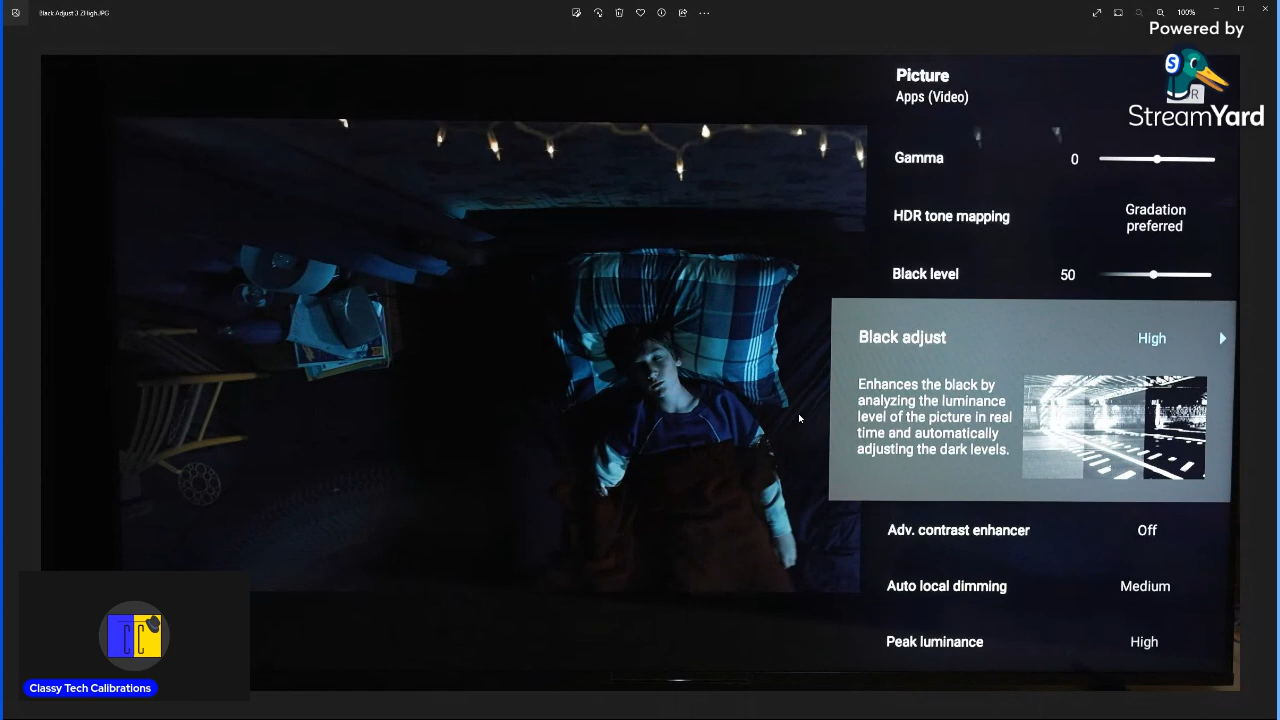 Black Adjust 3 ZHigh.JPG
100%
Powered by
S
R
StreamYard
Picture
Apps (Video)
Gamma 0
HDR tone mapping Gradation
preferred
Black level 50
Black adjust High
Enhances the black by
analyzing the luminance
level of the picture in real
time and automatically
adjusting the dark levels.
Adv. contrast enhancer Off
Auto local dimming Medium
Peak luminance High
CC
Classy Tech Calibrations